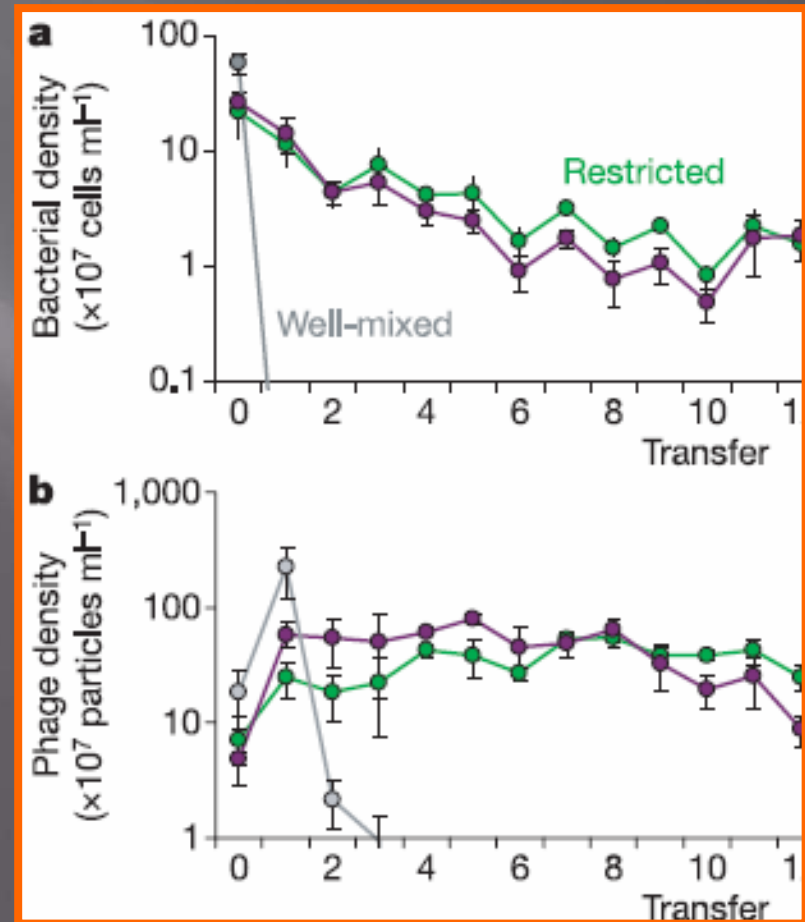 a
Bacterial density
(×10⁷ cells ml⁻¹)
100
10
1
0.1
Restricted
Well-mixed
0 2 4 6 8 10 1
Transfer
b
Phage density
(×10⁷ particles ml⁻¹)
1,000
100
10
1
0 2 4 6 8 10 1
Transfer